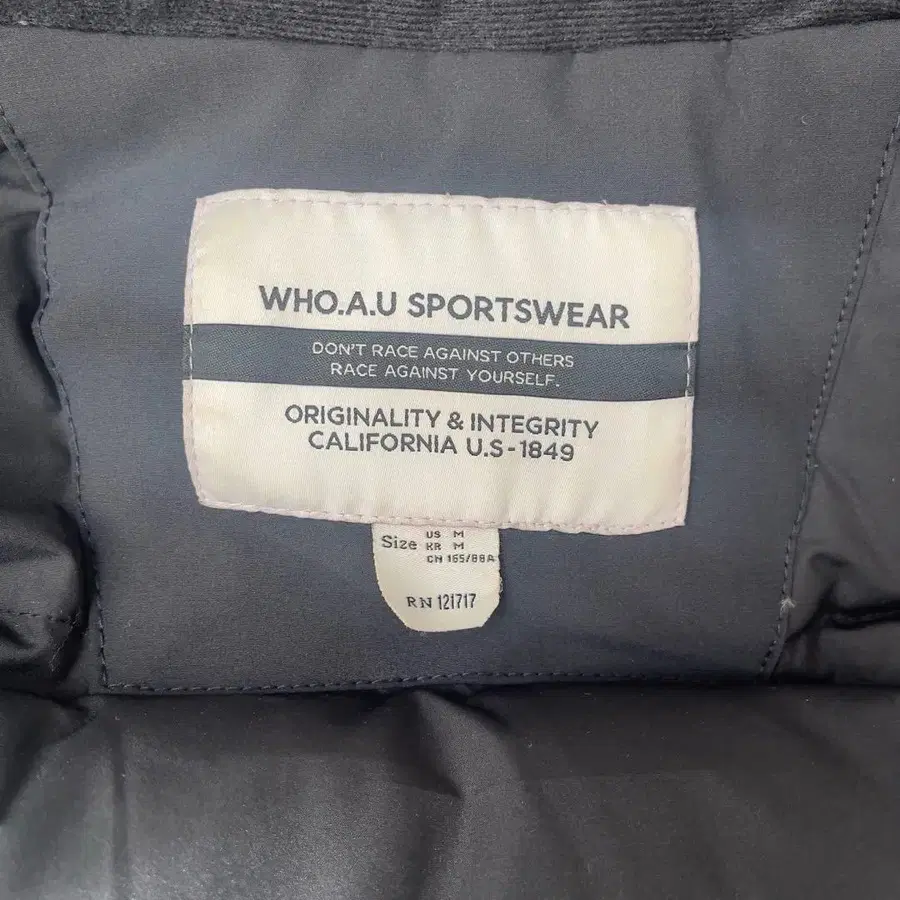 WHO.A.U SPORTSWEAR
DON'T RACE AGAINST OTHERS
RACE AGAINST YOURSELF.
ORIGINALITY & INTEGRITY
CALIFORNIA U.S-1849
Size US M
KR M
CH 165/88A
RN 121717